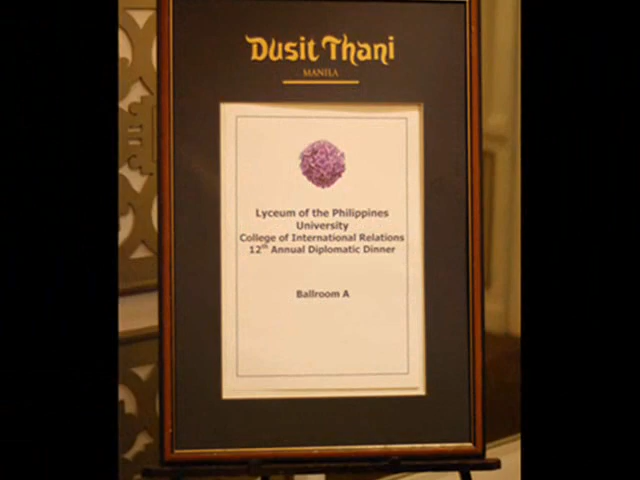 Dusit Thani
MANILA
Lyceum of the Philippines
University
College of International Relations
12th Annual Diplomatic Dinner
Ballroom A